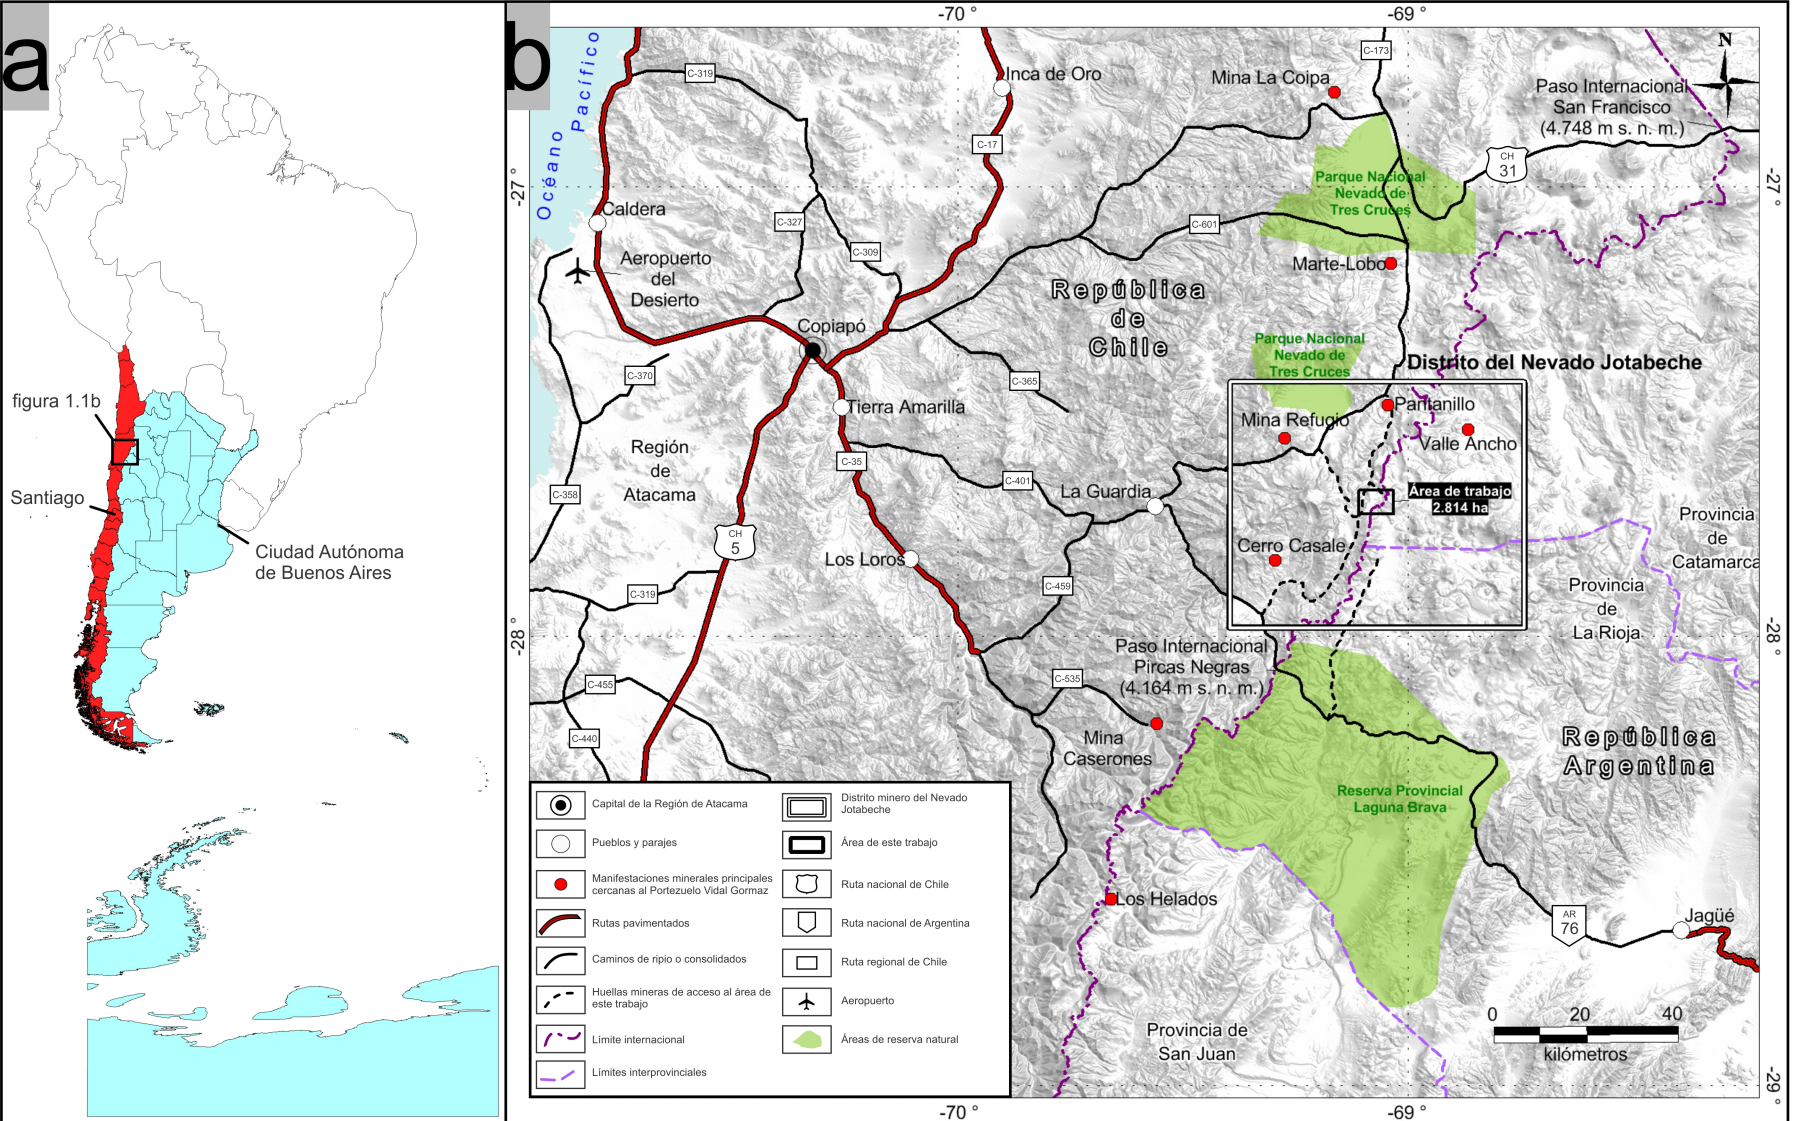 a
figura 1.1b
Santiago
Ciudad Autónoma
de Buenos Aires
b
-70 °
-69 °
-27 °
-28 °
-27 °
-28 °
-29 °
-70 °
-69 °
N
Océano Pacífico
C-319
Inca de Oro
C-17
C-173
Mina La Coipa
Paso Internacional
San Francisco
(4.748 m s. n. m.)
CH
31
Parque Nacional
Nevado de
Tres Cruces
Caldera
C-327
C-309
C-601
Aeropuerto
del
Desierto
Marte-Lobo
República
de
Chile
Copiapó
Parque Nacional
Nevado de
Tres Cruces
Distrito del Nevado Jotabeche
C-370
C-365
Tierra Amarilla
Pantanillo
Mina Refugio
Valle Ancho
Región
de
Atacama
C-35
C-401
C-358
La Guardia
Área de trabajo
2.814 ha
Provincia
de
Catamarca
CH
5
Los Loros
Cerro Casale
C-319
C-459
Provincia
de
La Rioja
Paso Internacional
Pircas Negras
(4.164 m s. n. m.)
C-455
C-535
C-440
Mina
Caserones
República
Argentina
Reserva Provincial
Laguna Brava
Los Helados
AR
76
Jagüé
Provincia de
San Juan
0 20 40
kilómetros
Capital de la Región de Atacama
Pueblos y parajes
Manifestaciones minerales principales
cercanas al Portezuelo Vidal Gormaz
Rutas pavimentados
Caminos de ripio o consolidados
Huellas mineras de acceso al área de
este trabajo
Límite internacional
Límites interprovinciales
Distrito minero del Nevado
Jotabeche
Área de este trabajo
Ruta nacional de Chile
Ruta nacional de Argentina
Ruta regional de Chile
Aeropuerto
Áreas de reserva natural